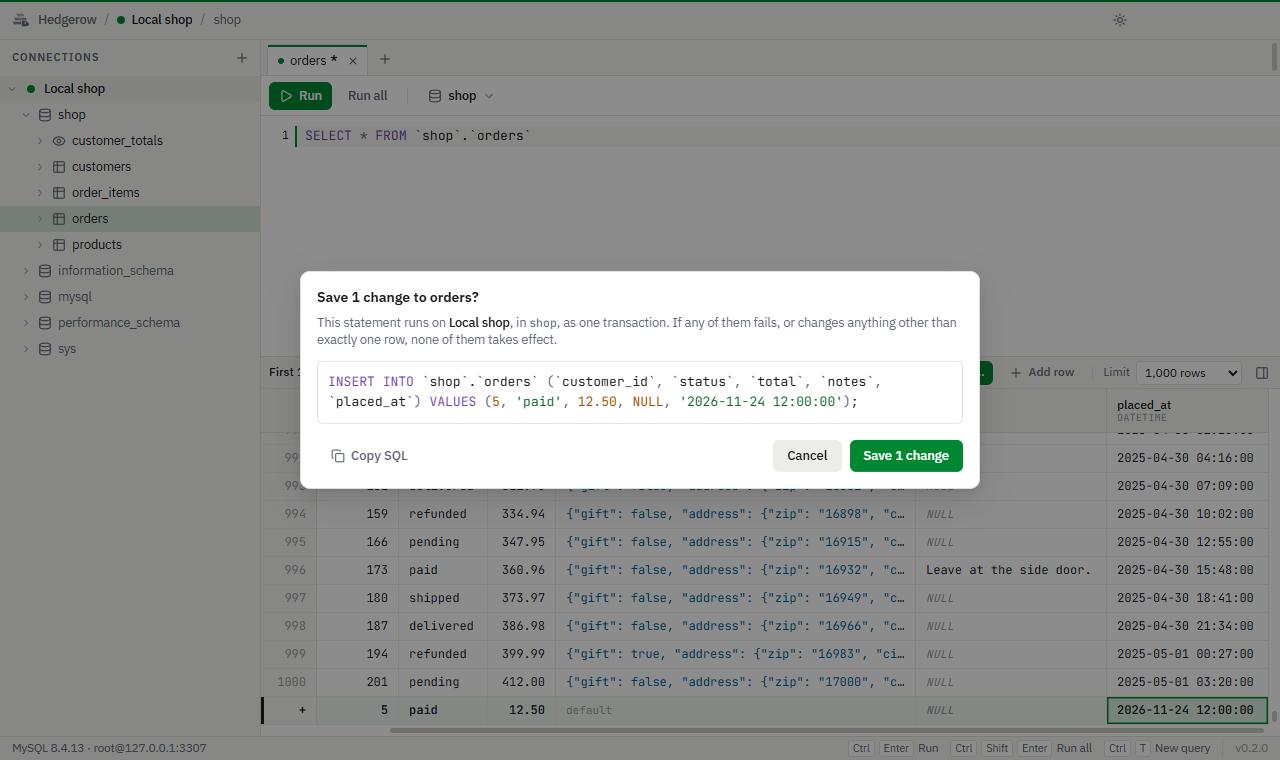 Hedgerow / Local shop / shop
CONNECTIONS
orders *
Local shop
Run Run all shop
shop
1 SELECT * FROM `shop`.`orders`
customer_totals
customers
order_items
orders
products
information_schema
mysql
performance_schema
sys
Save 1 change to orders?
This statement runs on Local shop, in shop, as one transaction. If any of them fails, or changes anything other than
exactly one row, none of them takes effect.
INSERT INTO `shop`.`orders` (`customer_id`, `status`, `total`, `notes`,
`placed_at`) VALUES (5, 'paid', 12.50, NULL, '2026-11-24 12:00:00');
Copy SQL Cancel Save 1 change
Add row Limit 1,000 rows
placed_at
DATETIME
2025-04-30 04:16:00
2025-04-30 07:09:00
994 159 refunded 334.94 {"gift": false, "address": {"zip": "16898", "c… NULL 2025-04-30 10:02:00
995 166 pending 347.95 {"gift": false, "address": {"zip": "16915", "c… NULL 2025-04-30 12:55:00
996 173 paid 360.96 {"gift": false, "address": {"zip": "16932", "c… Leave at the side door. 2025-04-30 15:48:00
997 180 shipped 373.97 {"gift": false, "address": {"zip": "16949", "c… NULL 2025-04-30 18:41:00
998 187 delivered 386.98 {"gift": false, "address": {"zip": "16966", "c… NULL 2025-04-30 21:34:00
999 194 refunded 399.99 {"gift": true, "address": {"zip": "16983", "ci… NULL 2025-05-01 00:27:00
1000 201 pending 412.00 {"gift": false, "address": {"zip": "17000", "c… NULL 2025-05-01 03:20:00
+ 5 paid 12.50 default NULL 2026-11-24 12:00:00
MySQL 8.4.13 · root@127.0.0.1:3307 Ctrl Enter Run Ctrl Shift Enter Run all Ctrl T New query v0.2.0